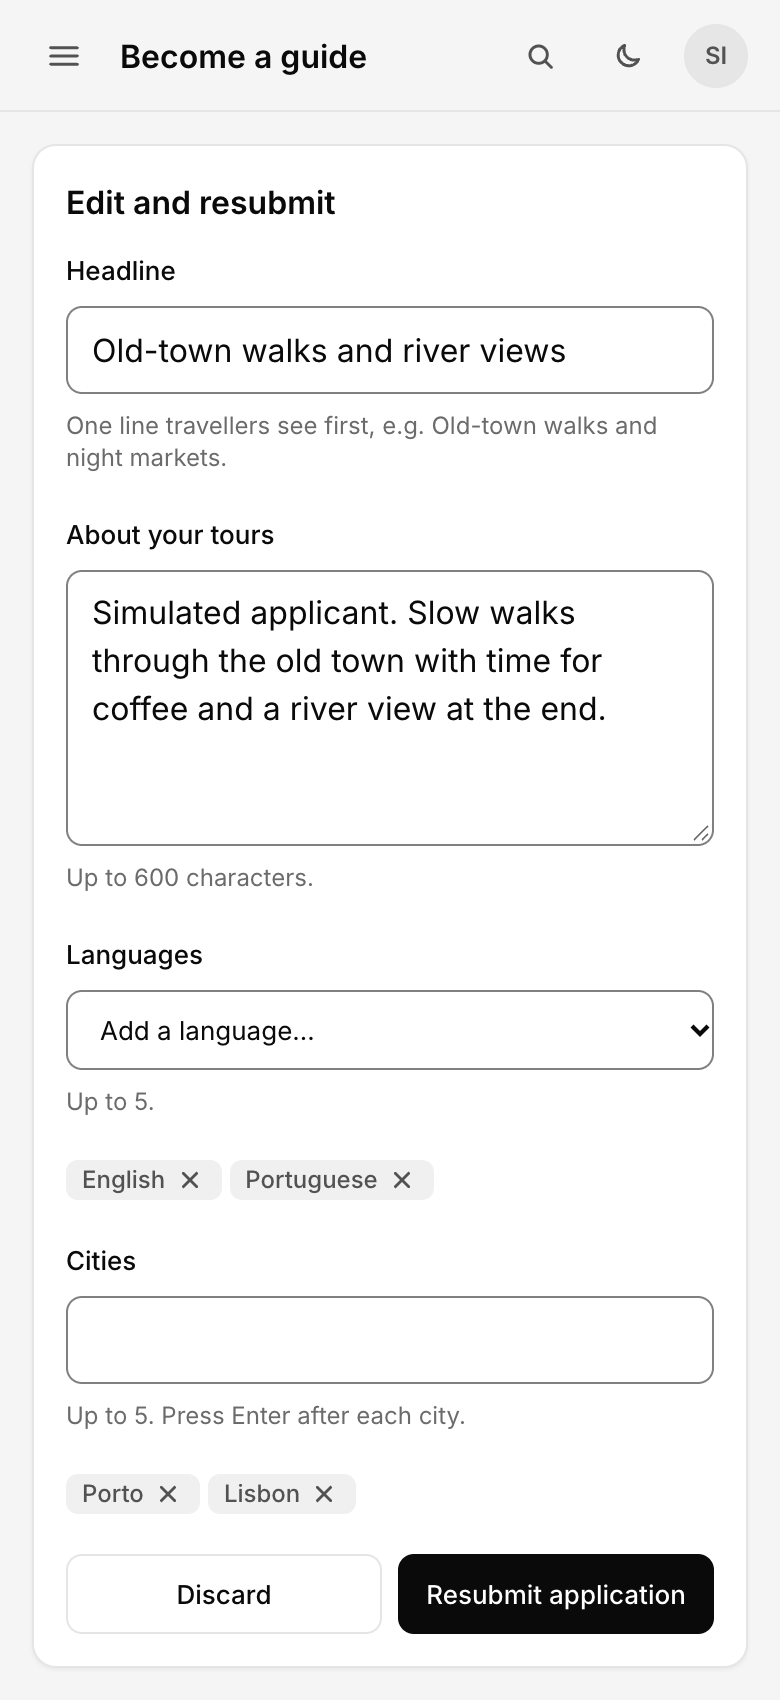 Become a guide
SI
Edit and resubmit
Headline
Old-town walks and river views
One line travellers see first, e.g. Old-town walks and
night markets.
About your tours
Simulated applicant. Slow walks
through the old town with time for
coffee and a river view at the end.
Up to 600 characters.
Languages
Add a language...
Up to 5.
English
Portuguese
Cities
Up to 5. Press Enter after each city.
Porto
Lisbon
Discard
Resubmit application